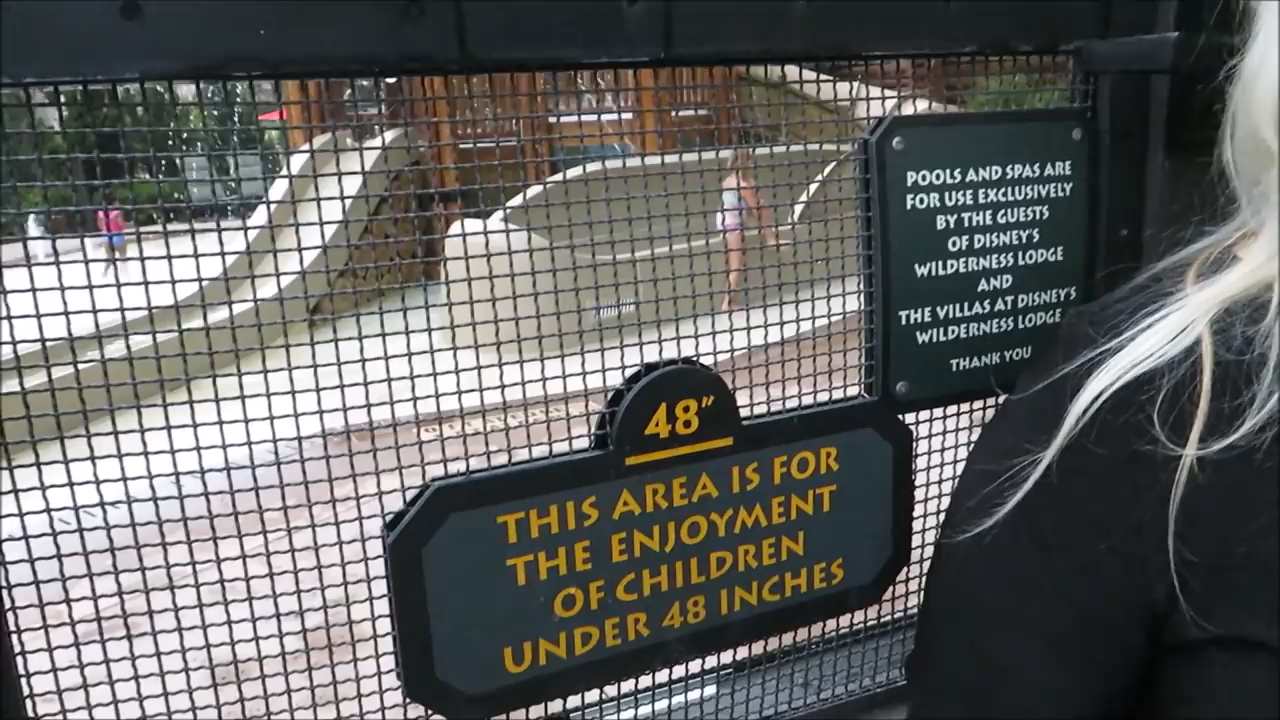 POOLS AND SPAS ARE
FOR USE EXCLUSIVELY
BY THE GUESTS
OF DISNEY'S
WILDERNESS LODGE
AND
THE VILLAS AT DISNEY'S
WILDERNESS LODGE
THANK YOU
48"
THIS AREA IS FOR
THE ENJOYMENT
OF CHILDREN
UNDER 48 INCHES